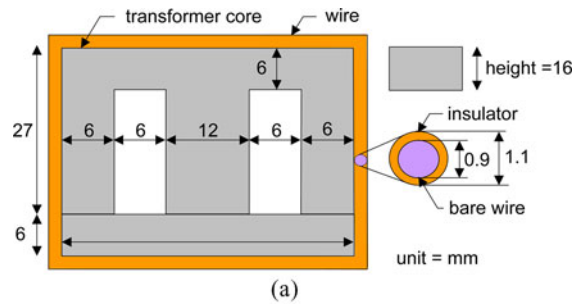 transformer core
wire
6
height =16
27
6
6
12
6
6
insulator
0.9
1.1
bare wire
6
unit = mm
(a)